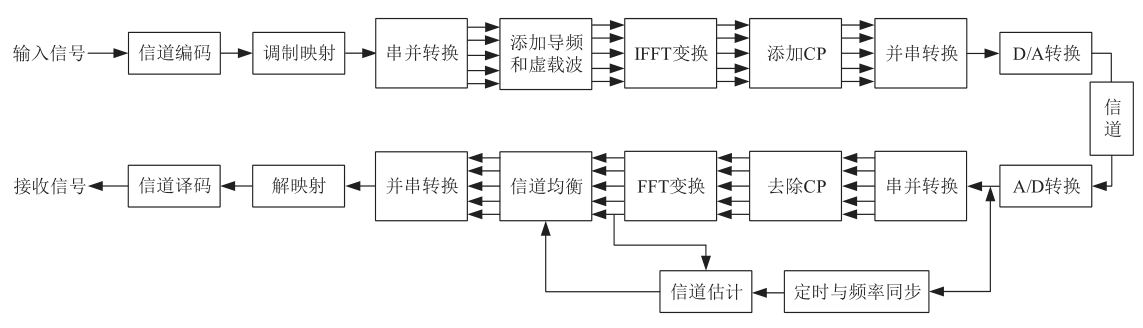 输入信号
信道编码
调制映射
串并转换
添加导频
和虚载波
IFFT变换
添加CP
并串转换
D/A转换
信
道
接收信号
信道译码
解映射
并串转换
信道均衡
FFT变换
去除CP
串并转换
A/D转换
信道估计
定时与频率同步